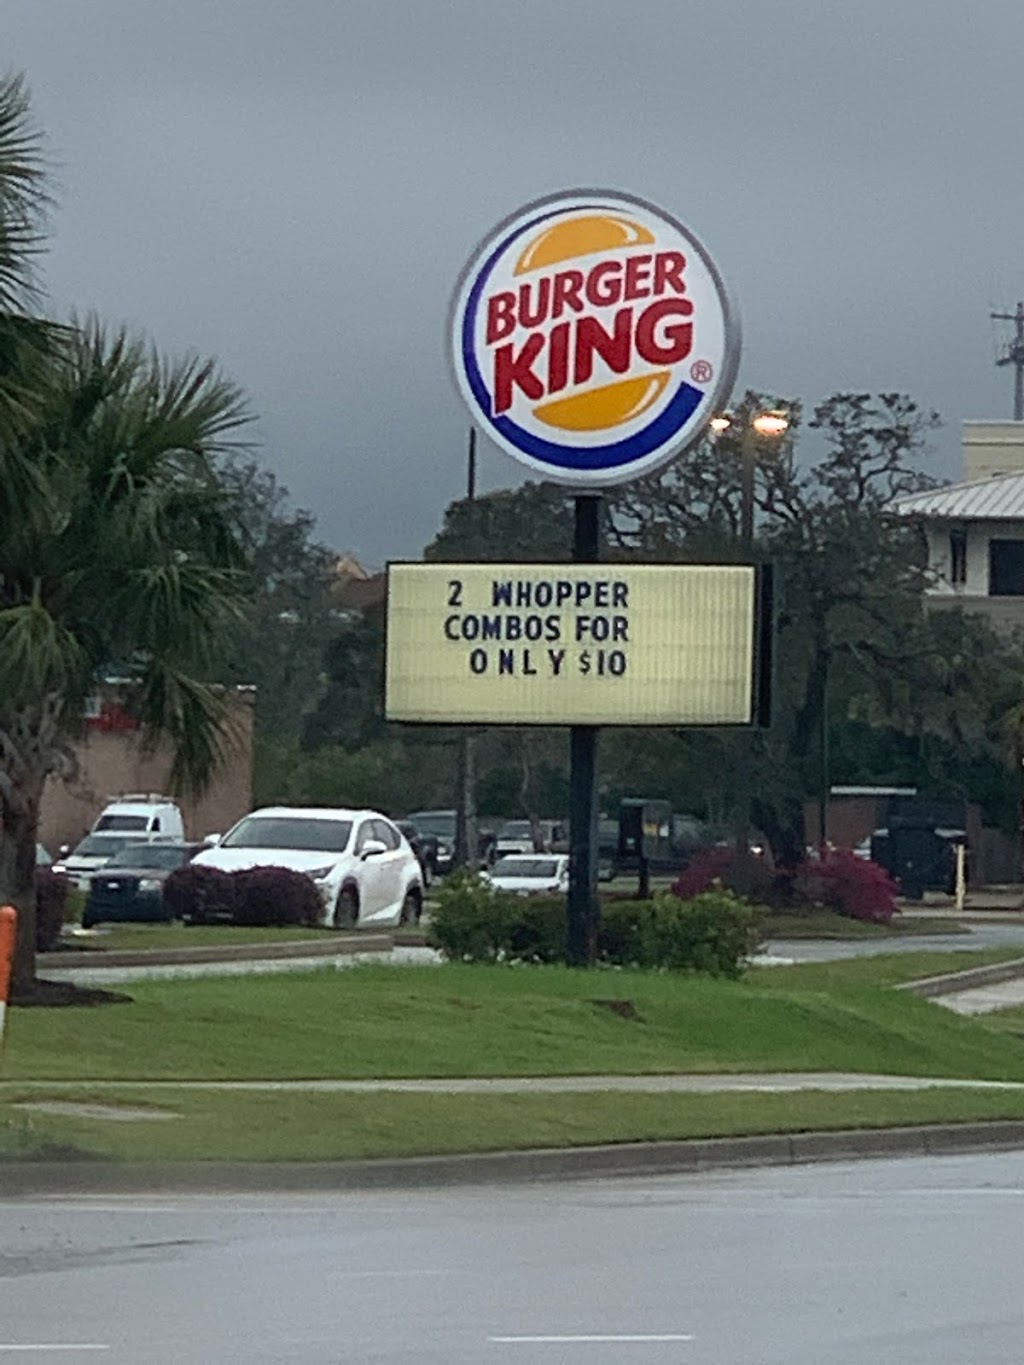 BURGER
KING®
2 WHOPPER
COMBOS FOR
ONLY $10